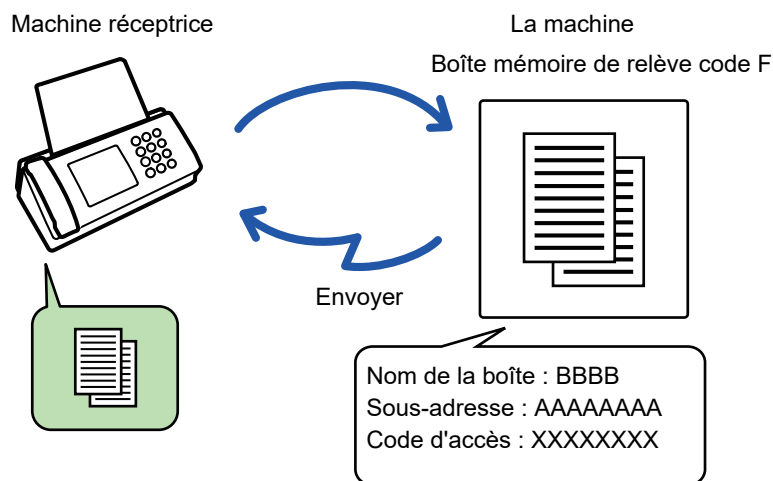 Machine réceptrice
La machine
Boîte mémoire de relève code F
Envoyer
Nom de la boîte : BBBB
Sous-adresse : AAAAAAAA
Code d'accès : XXXXXXXX